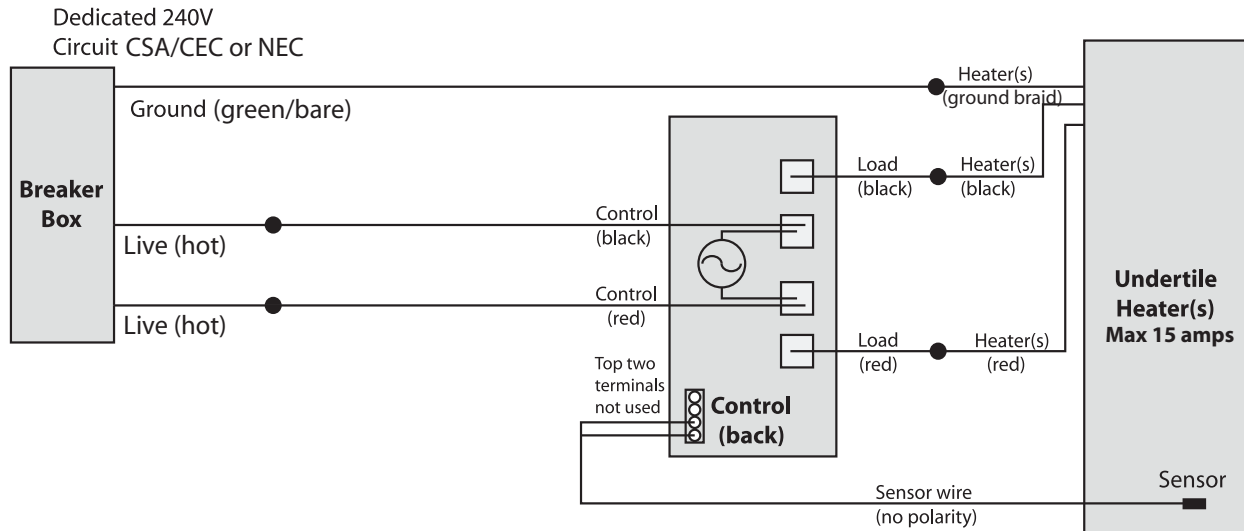 Dedicated 240V
Circuit CSA/CEC or NEC
Breaker
Box
Ground (green/bare)
Heater(s)
(ground braid)
Load
(black)
Heater(s)
(black)
Live (hot)
Control
(black)
Live (hot)
Control
(red)
Load
(red)
Heater(s)
(red)
Undertile
Heater(s)
Max 15 amps
Top two
terminals
not used
Control
(back)
Sensor wire
(no polarity)
Sensor